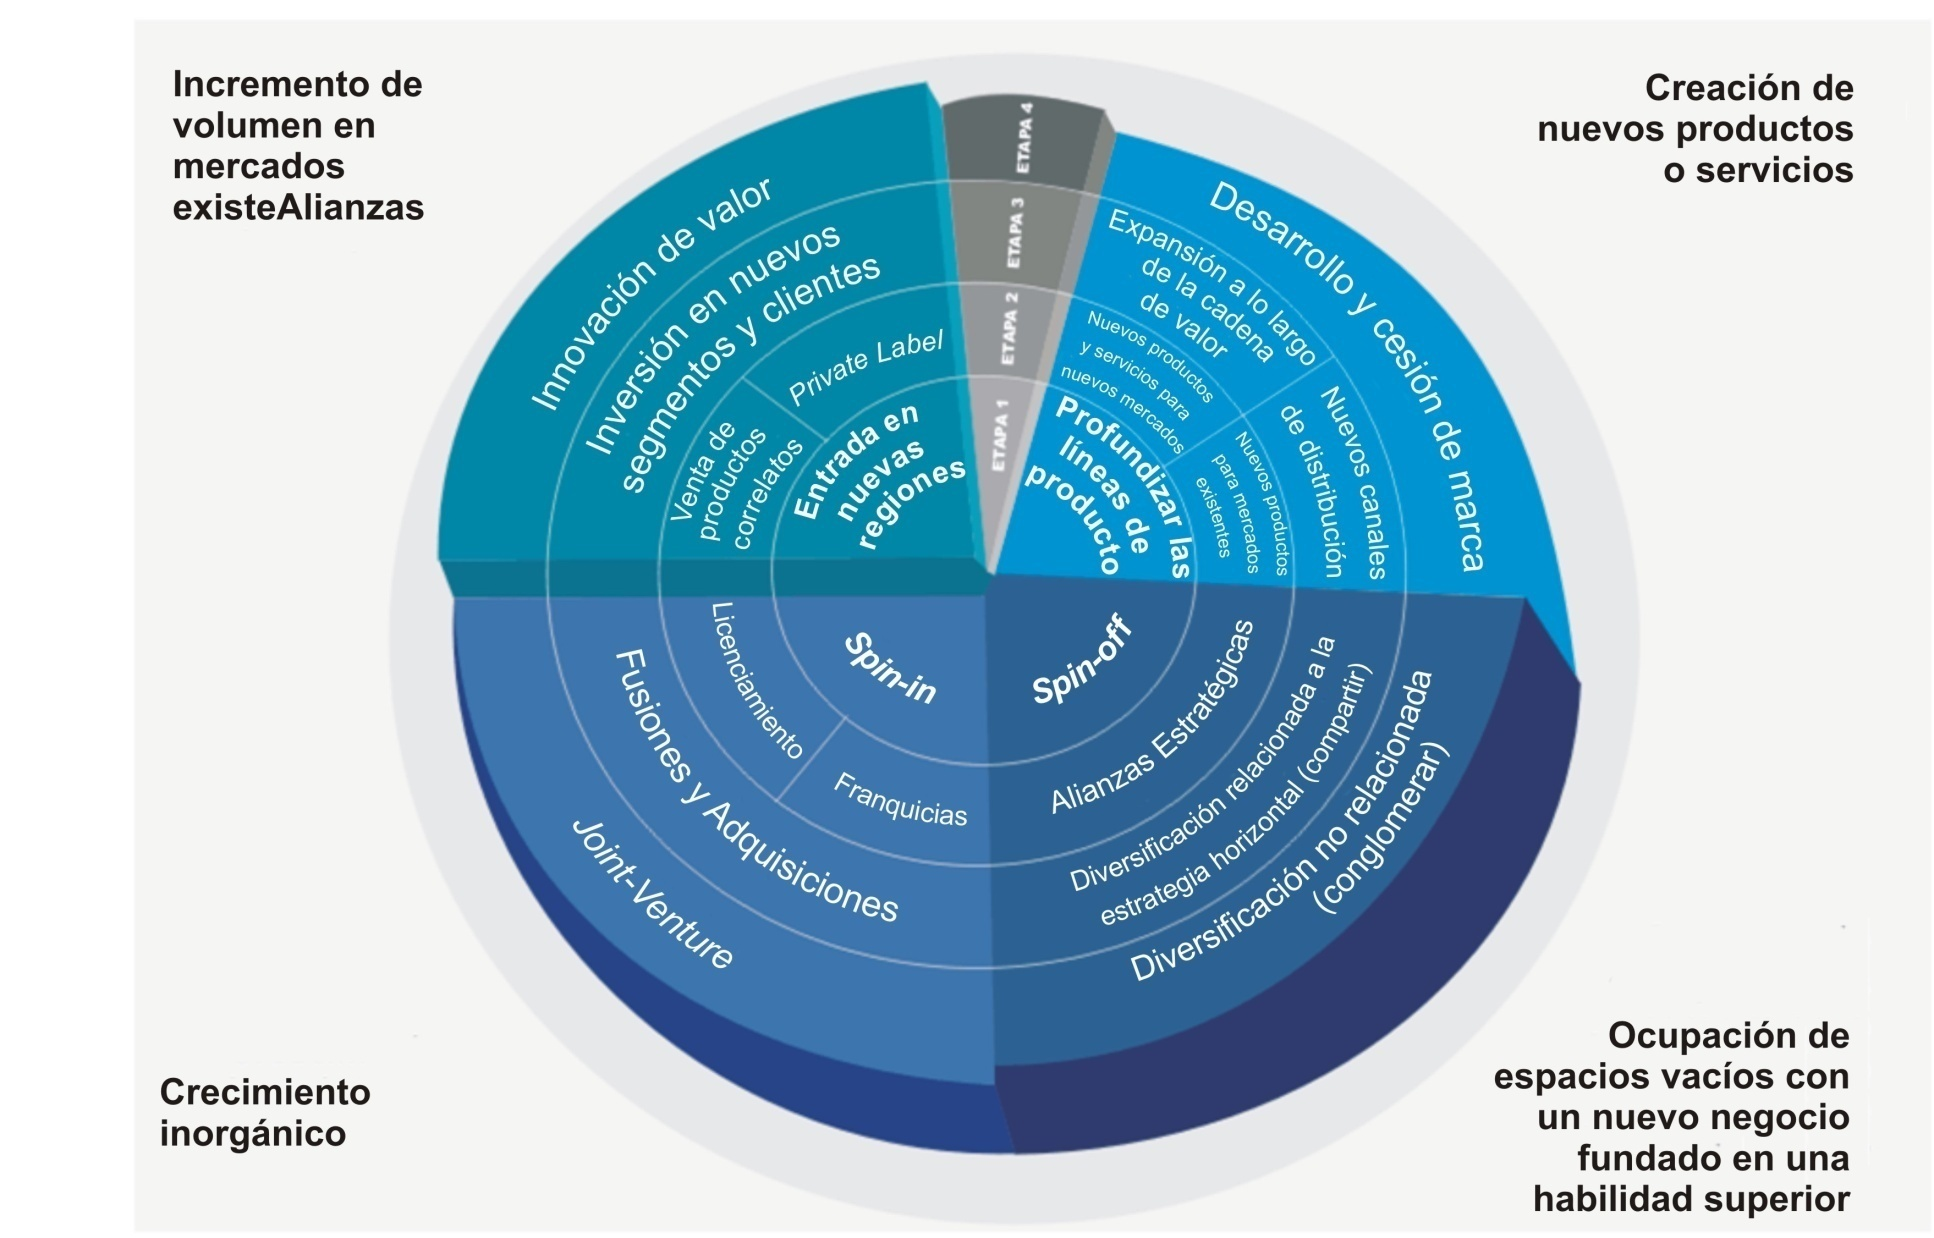 Incremento de
volumen en
mercados
existeAlianzas
Creación de
nuevos productos
o servicios
ETAPA 4
ETAPA 3
ETAPA 2
ETAPA 1
Innovación de valor
Inversión en nuevos
segmentos y clientes
Private Label
Venta de
productos
correlatos
Entrada en
nuevas
regiones
Desarrollo y cesión de marca
Expansión a lo largo
de la cadena
de valor
Nuevos canales
de distribución
Nuevos productos
y servicios para
nuevos mercados
Nuevos productos
para mercados
existentes
Profundizar las
líneas de
producto
Spin-in
Licenciamiento
Franquicias
Fusiones y Adquisiciones
Joint-Venture
Spin-off
Alianzas Estratégicas
Diversificación relacionada a la
estrategia horizontal (compartir)
Diversificación no relacionada
(conglomerar)
Crecimiento
inorgánico
Ocupación de
espacios vacíos con
un nuevo negocio
fundado en una
habilidad superior